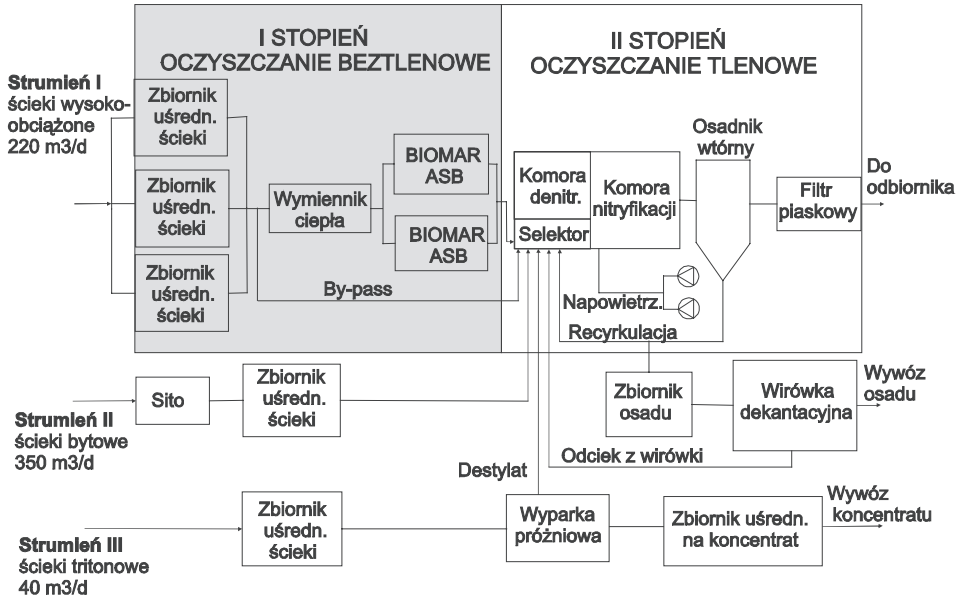 I STOPIEŃ
OCZYSZCZANIE BEZTLENOWE
II STOPIEŃ
OCZYSZCZANIE TLENOWE
Strumień I
ścieki wysoko-
obciążone
220 m3/d
Zbiornik
uśredn.
ścieki
Zbiornik
uśredn.
ścieki
Zbiornik
uśredn.
ścieki
Wymiennik
ciepła
BIOMAR
ASB
BIOMAR
ASB
By-pass
Komora
denitr.
Selektor
Komora
nitryfikacji
Osadnik
wtórny
Filtr
piaskowy
Do
odbiornika
Napowietrz.
Recyrkulacja
Strumień II
ścieki bytowe
350 m3/d
Sito
Zbiornik
uśredn.
ścieki
Zbiornik
osadu
Wirówka
dekantacyjna
Wywóz
osadu
Odciek z wirówki
Destylat
Strumień III
ścieki tritonowe
40 m3/d
Zbiornik
uśredn.
ścieki
Wyparka
próżniowa
Zbiornik uśredn.
na koncentrat
Wywóz
koncentratu